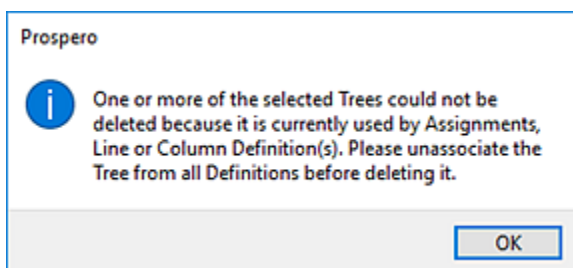 Prospero
i
One or more of the selected Trees could not be
deleted because it is currently used by Assignments,
Line or Column Definition(s). Please unassociate the
Tree from all Definitions before deleting it.
OK